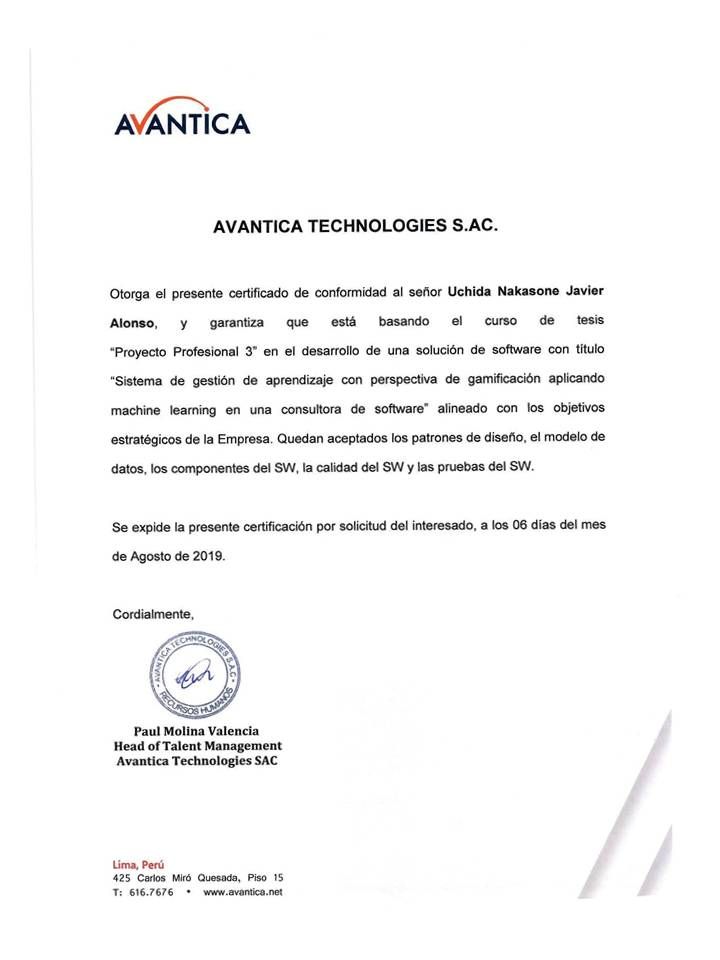 AVANTICA
AVANTICA TECHNOLOGIES S.AC.
Otorga el presente certificado de conformidad al señor Uchida Nakasone Javier
Alonso, y garantiza que está basando el curso de tesis
“Proyecto Profesional 3” en el desarrollo de una solución de software con título
“Sistema de gestión de aprendizaje con perspectiva de gamificación aplicando
machine learning en una consultora de software” alineado con los objetivos
estratégicos de la Empresa. Quedan aceptados los patrones de diseño, el modelo de
datos, los componentes del SW, la calidad del SW y las pruebas del SW.
Se expide la presente certificación por solicitud del interesado, a los 06 días del mes
de Agosto de 2019.
Cordialmente,
AVANTICA TECHNOLOGIES S.A.C.
RECURSOS HUMANOS
Paul Molina Valencia
Head of Talent Management
Avantica Technologies SAC
Lima, Perú
425 Carlos Miró Quesada, Piso 15
T: 616.7676 • www.avantica.net